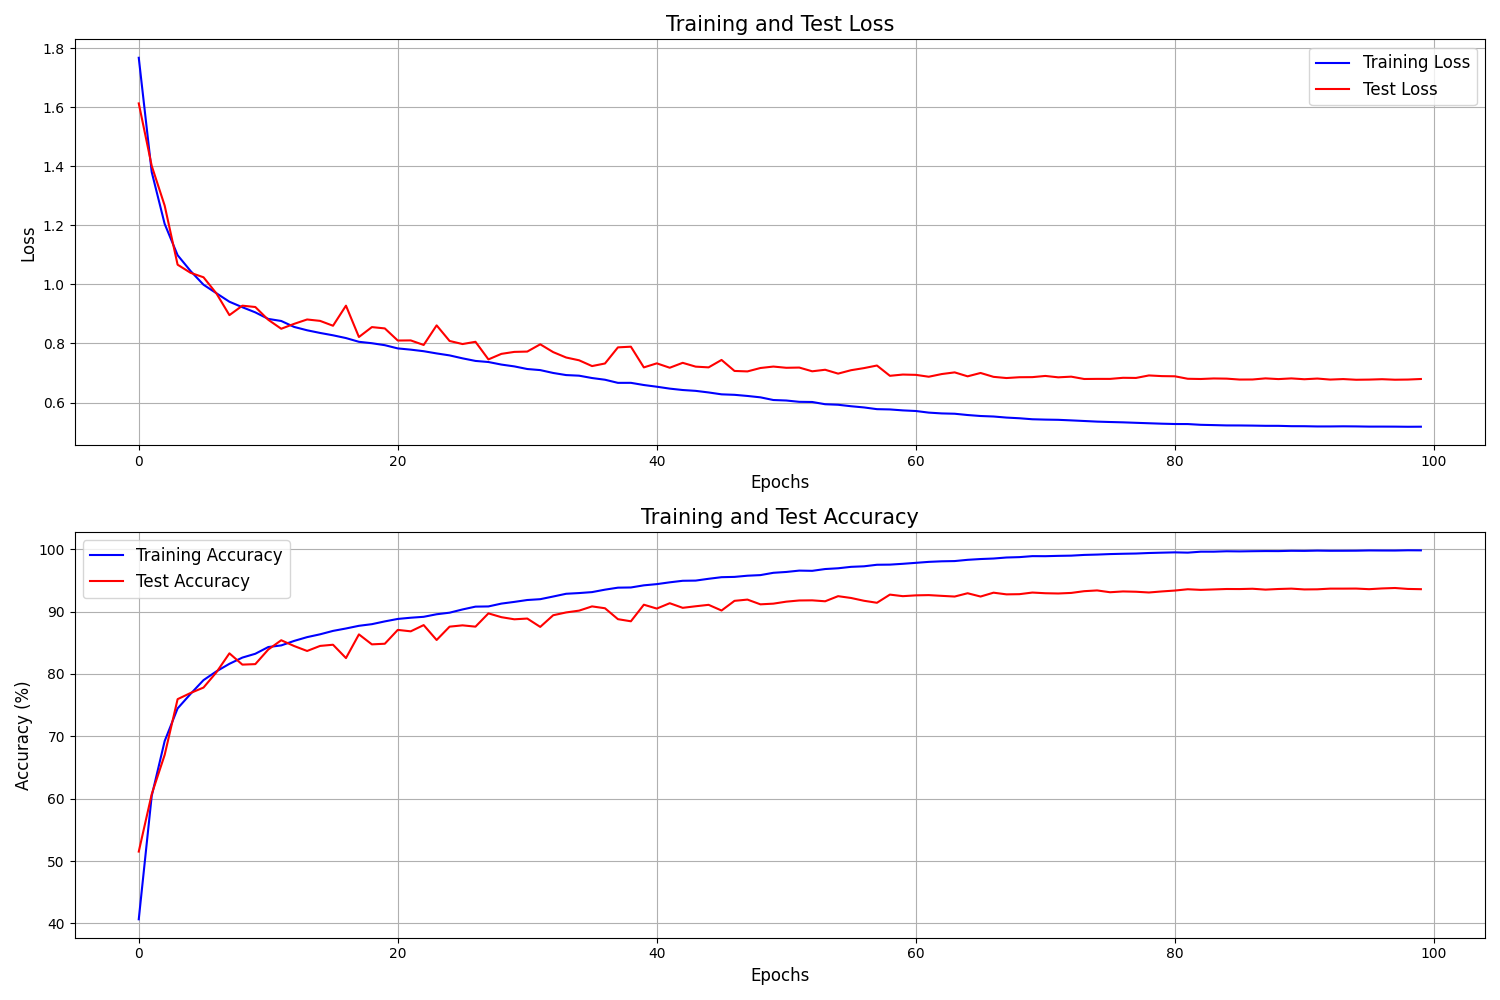 Training and Test Loss
1.8
1.6
1.4
1.2
1.0
0.8
0.6
Loss
Training Loss
Test Loss
0 20 40 60 80 100
Epochs
Training and Test Accuracy
100
90
80
70
60
50
40
Accuracy (%)
Training Accuracy
Test Accuracy
0 20 40 60 80 100
Epochs